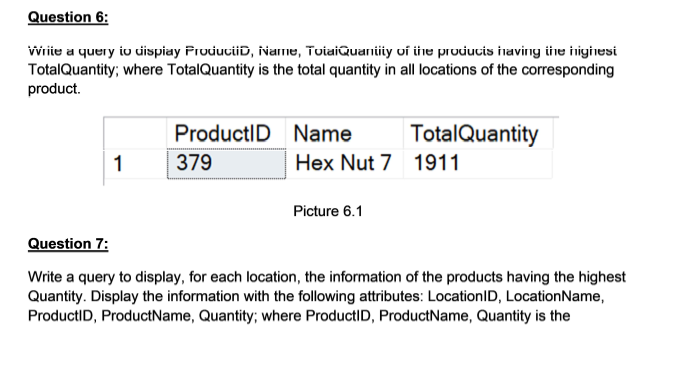 Question 6:
Write a query to display ProductID, Name, TotalQuantity of the products having the highest
TotalQuantity; where TotalQuantity is the total quantity in all locations of the corresponding
product.
ProductID Name TotalQuantity
1 379 Hex Nut 7 1911
Picture 6.1
Question 7:
Write a query to display, for each location, the information of the products having the highest
Quantity. Display the information with the following attributes: LocationID, LocationName,
ProductID, ProductName, Quantity; where ProductID, ProductName, Quantity is the